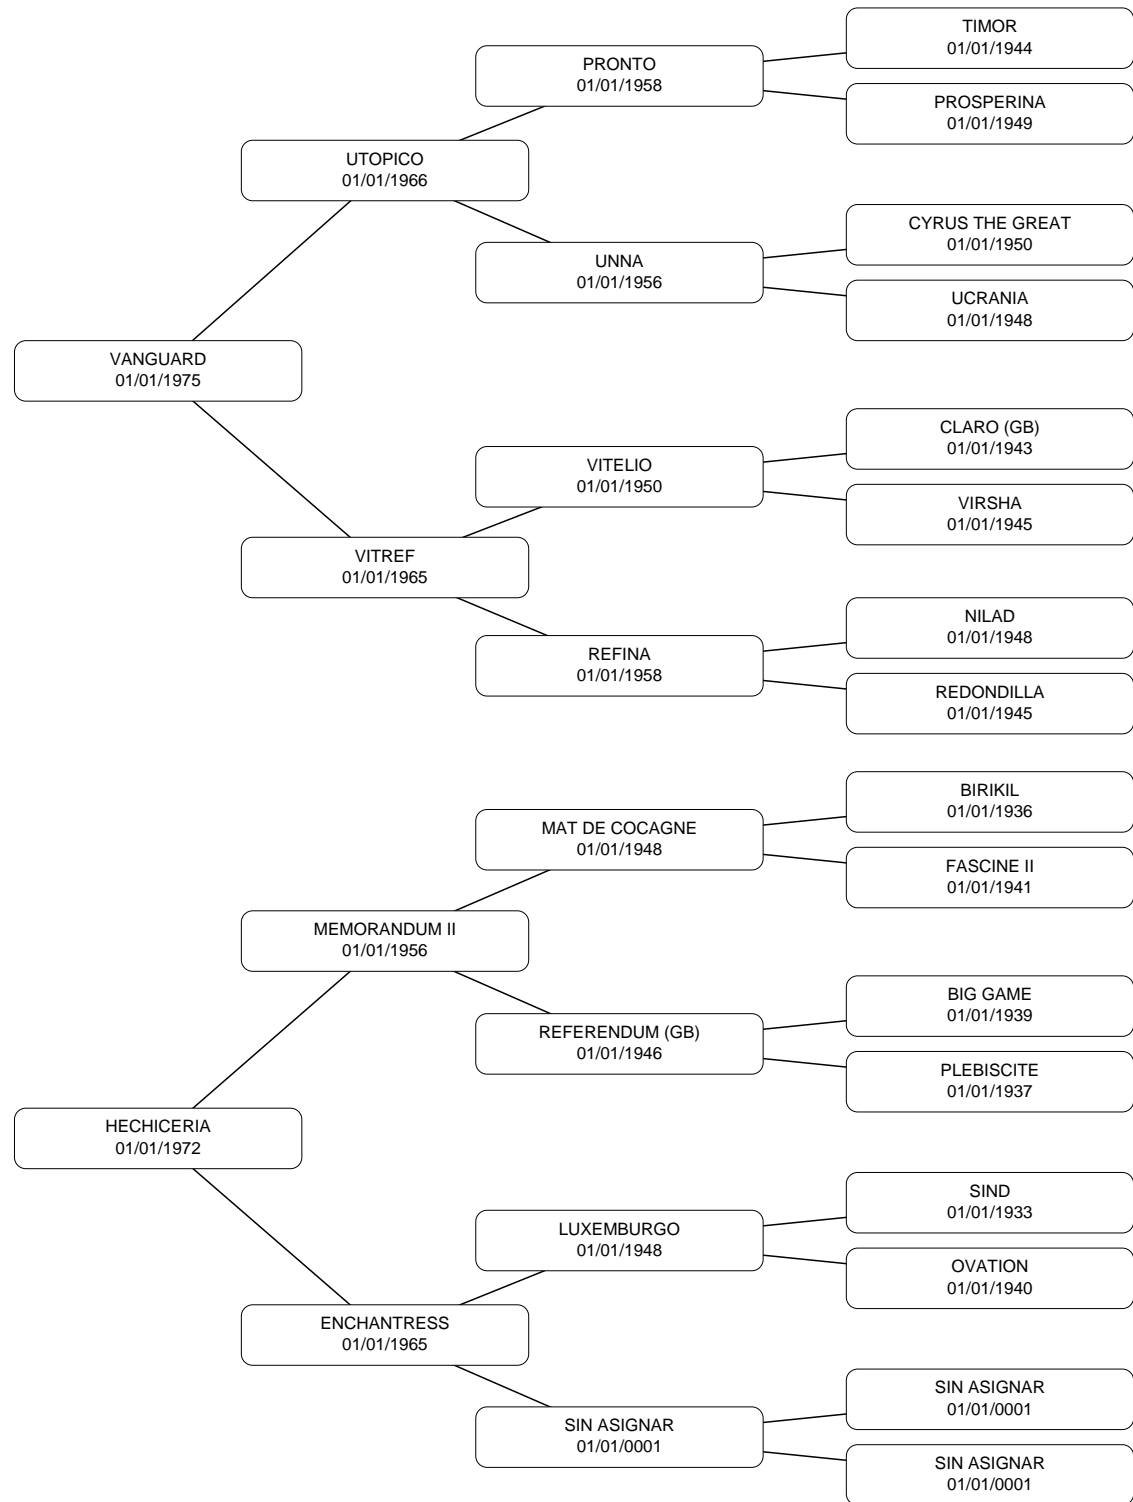 TIMOR
01/01/1944
PRONTO
01/01/1958
PROSPERINA
01/01/1949
UTOPICO
01/01/1966
CYRUS THE GREAT
01/01/1950
UNNA
01/01/1956
UCRANIA
01/01/1948
VANGUARD
01/01/1975
CLARO (GB)
01/01/1943
VITELIO
01/01/1950
VIRSHA
01/01/1945
VITREF
01/01/1965
NILAD
01/01/1948
REFINA
01/01/1958
REDONDILLA
01/01/1945
BIRIKIL
01/01/1936
MAT DE COCAGNE
01/01/1948
FASCINE II
01/01/1941
MEMORANDUM II
01/01/1956
BIG GAME
01/01/1939
REFERENDUM (GB)
01/01/1946
PLEBISCITE
01/01/1937
HECHICERIA
01/01/1972
SIND
01/01/1933
LUXEMBURGO
01/01/1948
OVATION
01/01/1940
ENCHANTRESS
01/01/1965
SIN ASIGNAR
01/01/0001
SIN ASIGNAR
01/01/0001
SIN ASIGNAR
01/01/0001